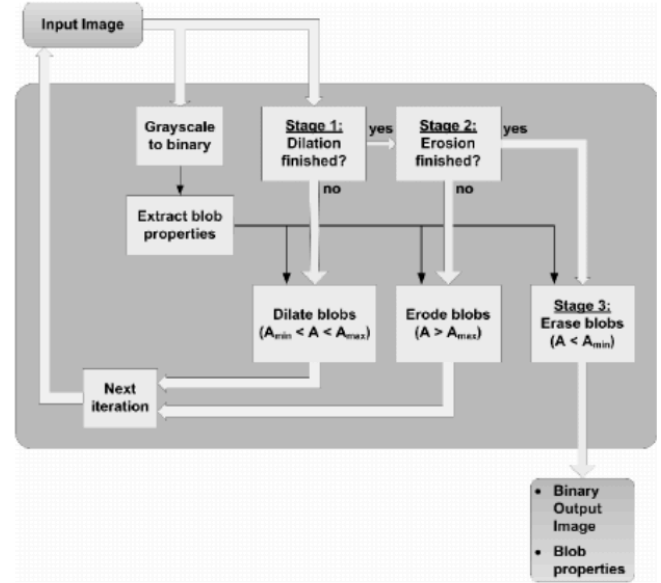 Input Image
Grayscale
to binary
Stage 1:
Dilation
finished?
yes
Stage 2:
Erosion
finished?
yes
no
no
Extract blob
properties
Dilate blobs
(Amin < A < Amax)
Erode blobs
(A > Amax)
Stage 3:
Erase blobs
(A < Amin)
Next
iteration
• Binary
Output
Image
• Blob
properties